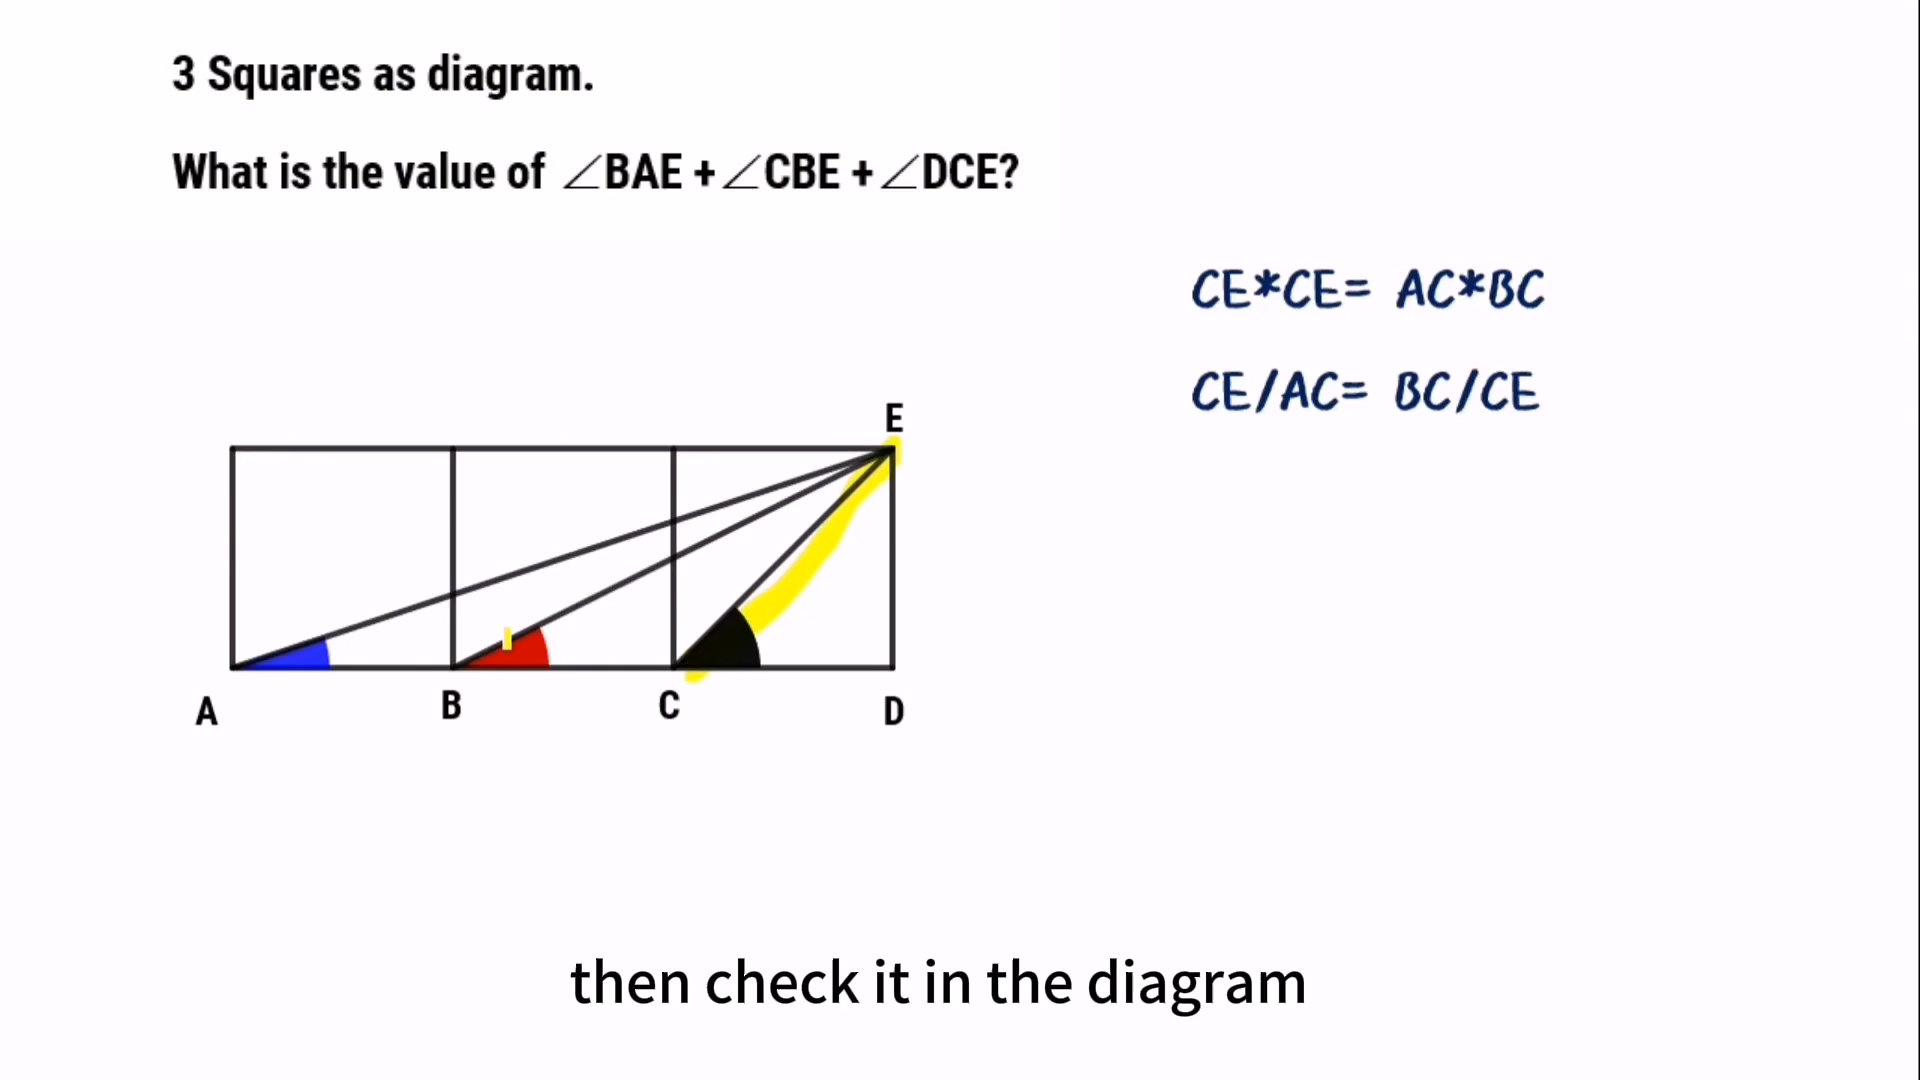 3 Squares as diagram.
What is the value of ∠BAE + ∠CBE + ∠DCE?
CE*CE= AC*BC
CE/AC= BC/CE
E
A
B
C
D
then check it in the diagram